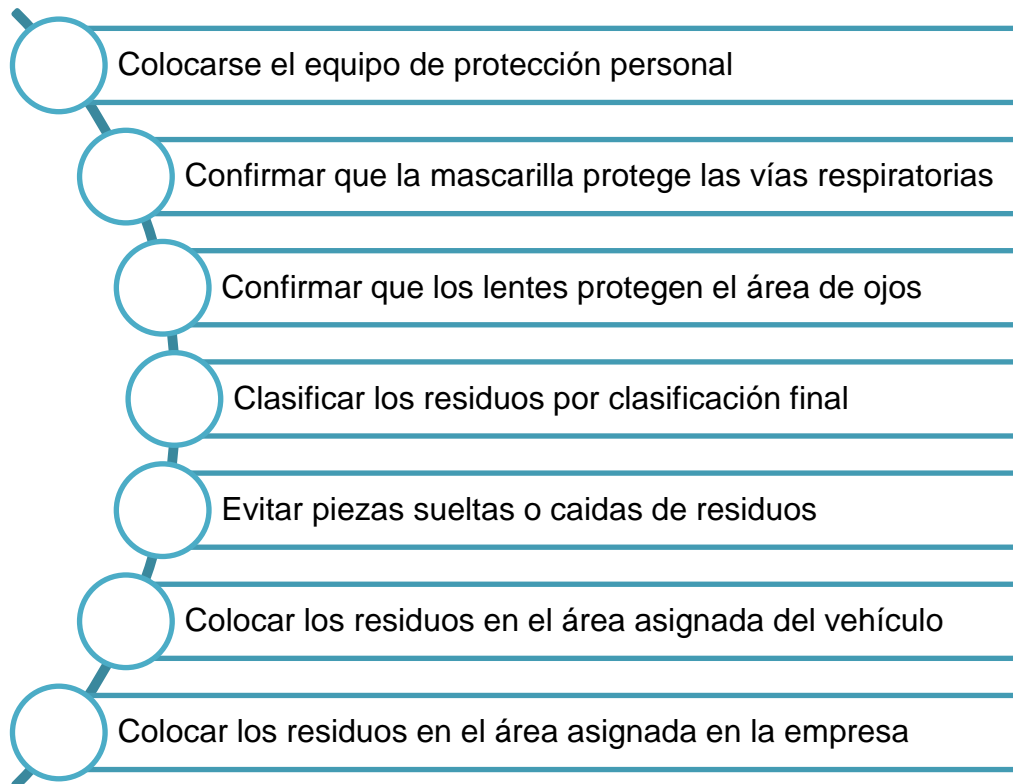 Colocarse el equipo de protección personal
Confirmar que la mascarilla protege las vías respiratorias
Confirmar que los lentes protegen el área de ojos
Clasificar los residuos por clasificación final
Evitar piezas sueltas o caidas de residuos
Colocar los residuos en el área asignada del vehículo
Colocar los residuos en el área asignada en la empresa